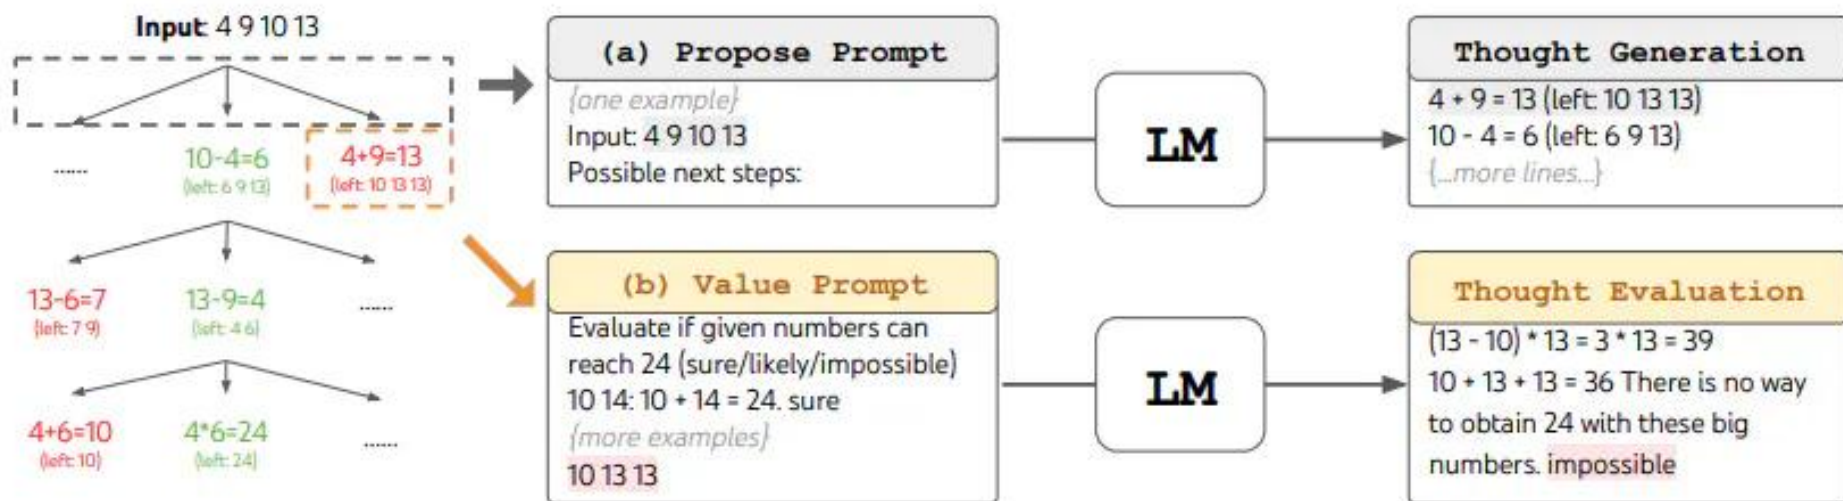 Input: 4 9 10 13
......
10-4=6
(left: 6 9 13)
4+9=13
(left: 10 13 13)
13-6=7
(left: 7 9)
13-9=4
(left: 4 6)
......
4+6=10
(left: 10)
4*6=24
(left: 24)
......
(a) Propose Prompt
{one example}
Input: 4 9 10 13
Possible next steps:
LM
Thought Generation
4 + 9 = 13 (left: 10 13 13)
10 - 4 = 6 (left: 6 9 13)
{...more lines...}
(b) Value Prompt
Evaluate if given numbers can
reach 24 (sure/likely/impossible)
10 14: 10 + 14 = 24. sure
{more examples}
10 13 13
LM
Thought Evaluation
(13 - 10) * 13 = 3 * 13 = 39
10 + 13 + 13 = 36 There is no way
to obtain 24 with these big
numbers. impossible